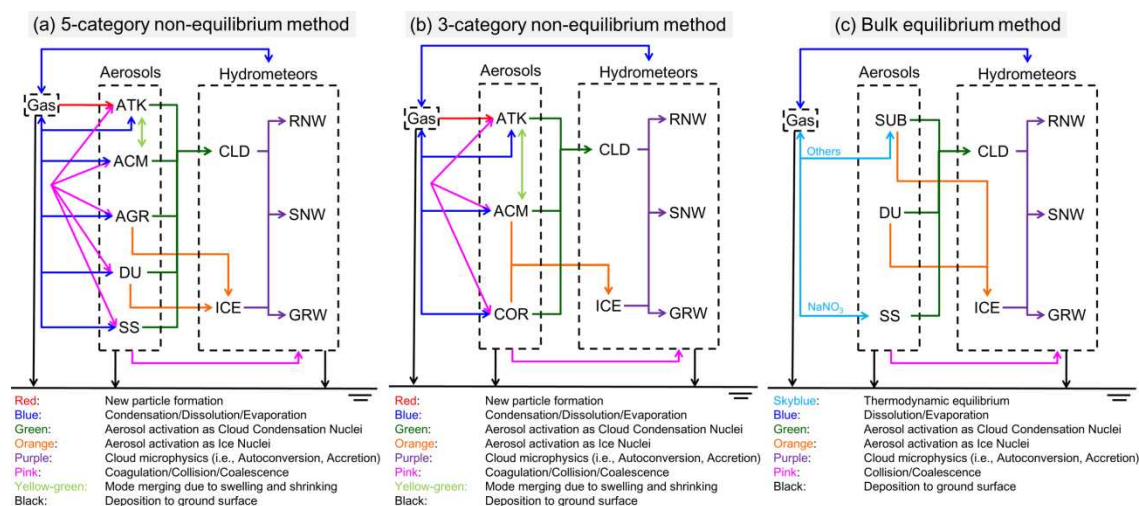 (a) 5-category non-equilibrium method
Aerosols
Hydrometeors
Gas
ATK
ACM
AGR
DU
SS
CLD
ICE
RNW
SNW
GRW
Red: New particle formation
Blue: Condensation/Dissolution/Evaporation
Green: Aerosol activation as Cloud Condensation Nuclei
Orange: Aerosol activation as Ice Nuclei
Purple: Cloud microphysics (i.e., Autoconversion, Accretion)
Pink: Coagulation/Collision/Coalescence
Yellow-green: Mode merging due to swelling and shrinking
Black: Deposition to ground surface
(b) 3-category non-equilibrium method
Aerosols
Hydrometeors
Gas
ATK
ACM
COR
CLD
ICE
RNW
SNW
GRW
Red: New particle formation
Blue: Condensation/Dissolution/Evaporation
Green: Aerosol activation as Cloud Condensation Nuclei
Orange: Aerosol activation as Ice Nuclei
Purple: Cloud microphysics (i.e., Autoconversion, Accretion)
Pink: Coagulation/Collision/Coalescence
Yellow-green: Mode merging due to swelling and shrinking
Black: Deposition to ground surface
(c) Bulk equilibrium method
Aerosols
Hydrometeors
Gas
Others
NaNO₃
SUB
DU
SS
CLD
ICE
RNW
SNW
GRW
Skyblue: Thermodynamic equilibrium
Blue: Dissolution/Evaporation
Green: Aerosol activation as Cloud Condensation Nuclei
Orange: Aerosol activation as Ice Nuclei
Purple: Cloud microphysics (i.e., Autoconversion, Accretion)
Pink: Collision/Coalescence
Black: Deposition to ground surface